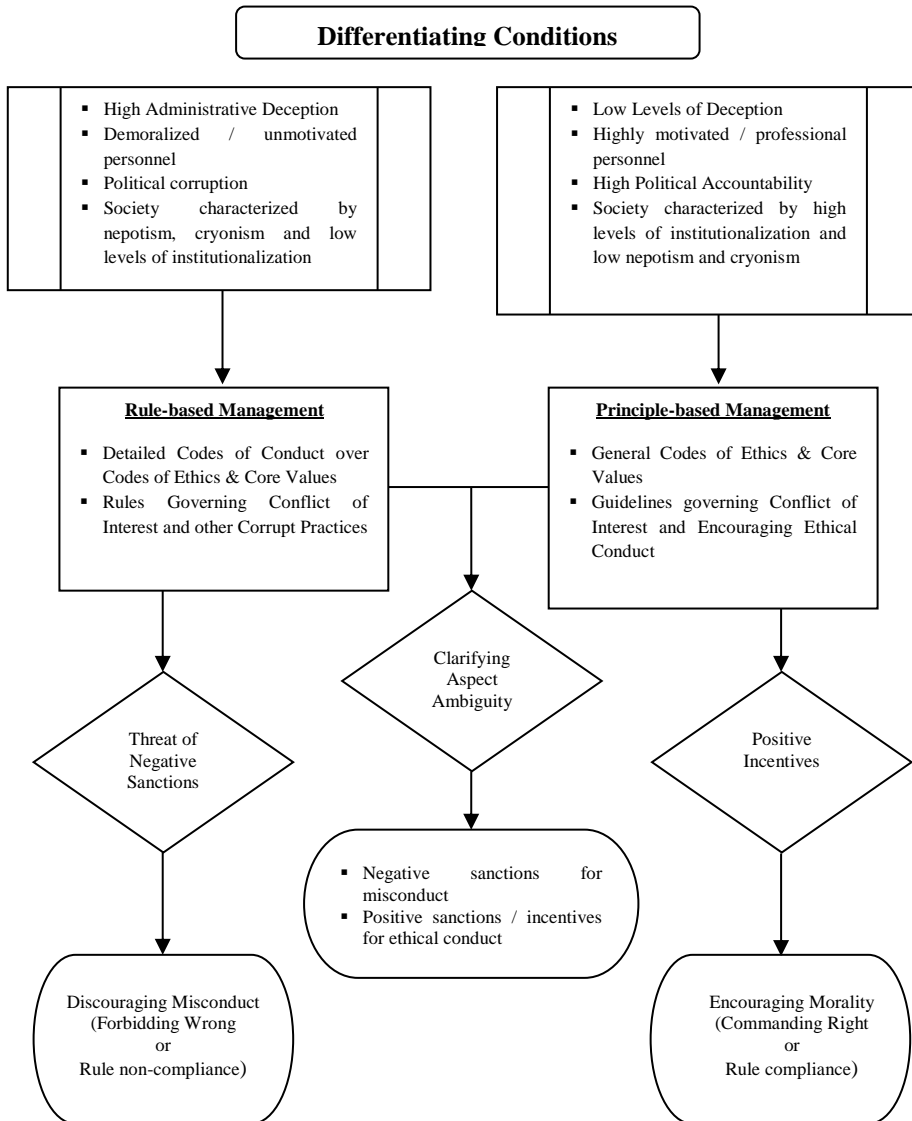 Differentiating Conditions
▪ High Administrative Deception
▪ Demoralized / unmotivated
personnel
▪ Political corruption
▪ Society characterized by
nepotism, cryonism and low
levels of institutionalization
▪ Low Levels of Deception
▪ Highly motivated / professional
personnel
▪ High Political Accountability
▪ Society characterized by high
levels of institutionalization and
low nepotism and cryonism
Rule-based Management
▪ Detailed Codes of Conduct over
Codes of Ethics & Core Values
▪ Rules Governing Conflict of
Interest and other Corrupt Practices
Principle-based Management
▪ General Codes of Ethics & Core
Values
▪ Guidelines governing Conflict of
Interest and Encouraging Ethical
Conduct
Clarifying
Aspect
Ambiguity
Threat of
Negative
Sanctions
Positive
Incentives
▪ Negative sanctions for
misconduct
▪ Positive sanctions / incentives
for ethical conduct
Discouraging Misconduct
(Forbidding Wrong
or
Rule non-compliance)
Encouraging Morality
(Commanding Right
or
Rule compliance)